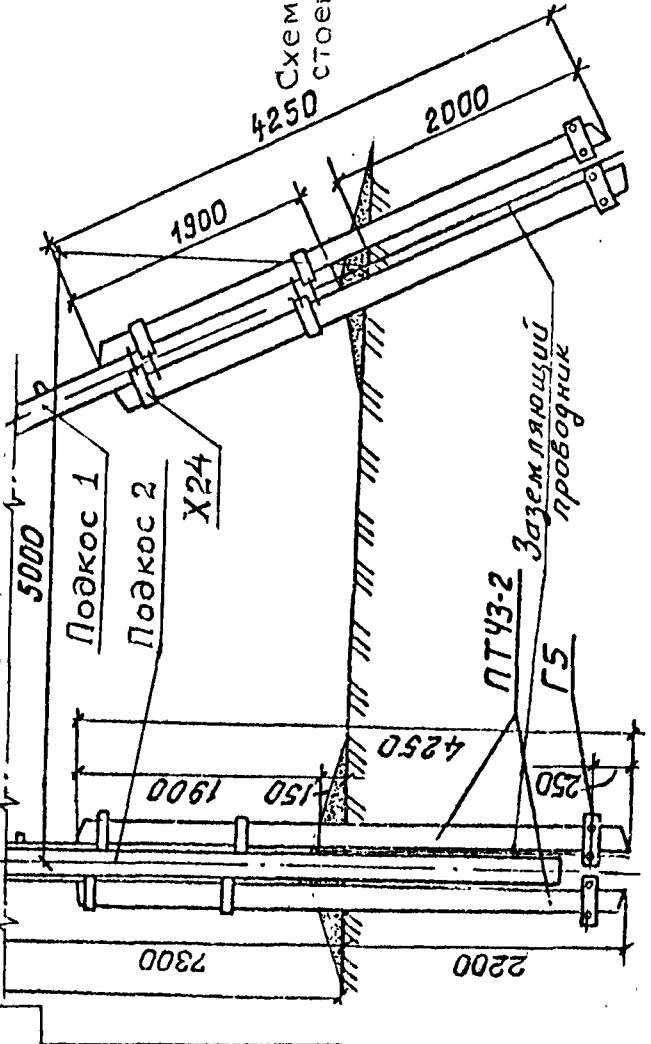 Схем
стоек
4250
2000
1900
5000
Подкос 1
Подкос 2
Х24
Заземляющий
проводник
ПТ43-2
Г5
4250
1900
150
250
7300
2200